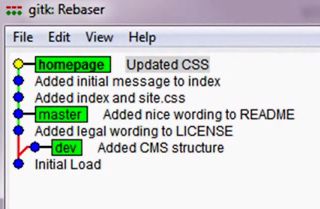 gitk: Rebaser
File Edit View Help
homepage Updated CSS
Added initial message to index
Added index and site.css
master Added nice wording to README
Added legal wording to LICENSE
dev Added CMS structure
Initial Load